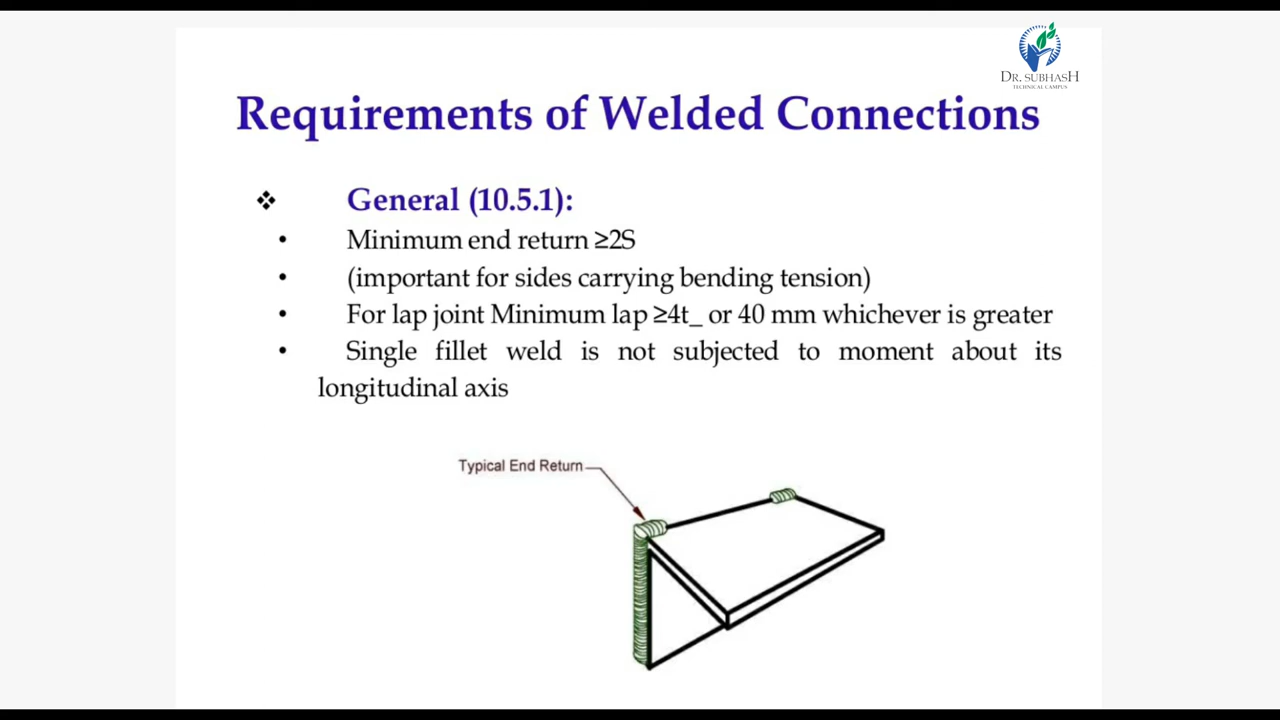 DR. SUBHASH
TECHNICAL CAMPUS
Requirements of Welded Connections
❖ General (10.5.1):
• Minimum end return ≥2S
• (important for sides carrying bending tension)
• For lap joint Minimum lap ≥4t_ or 40 mm whichever is greater
• Single fillet weld is not subjected to moment about its
longitudinal axis
Typical End Return